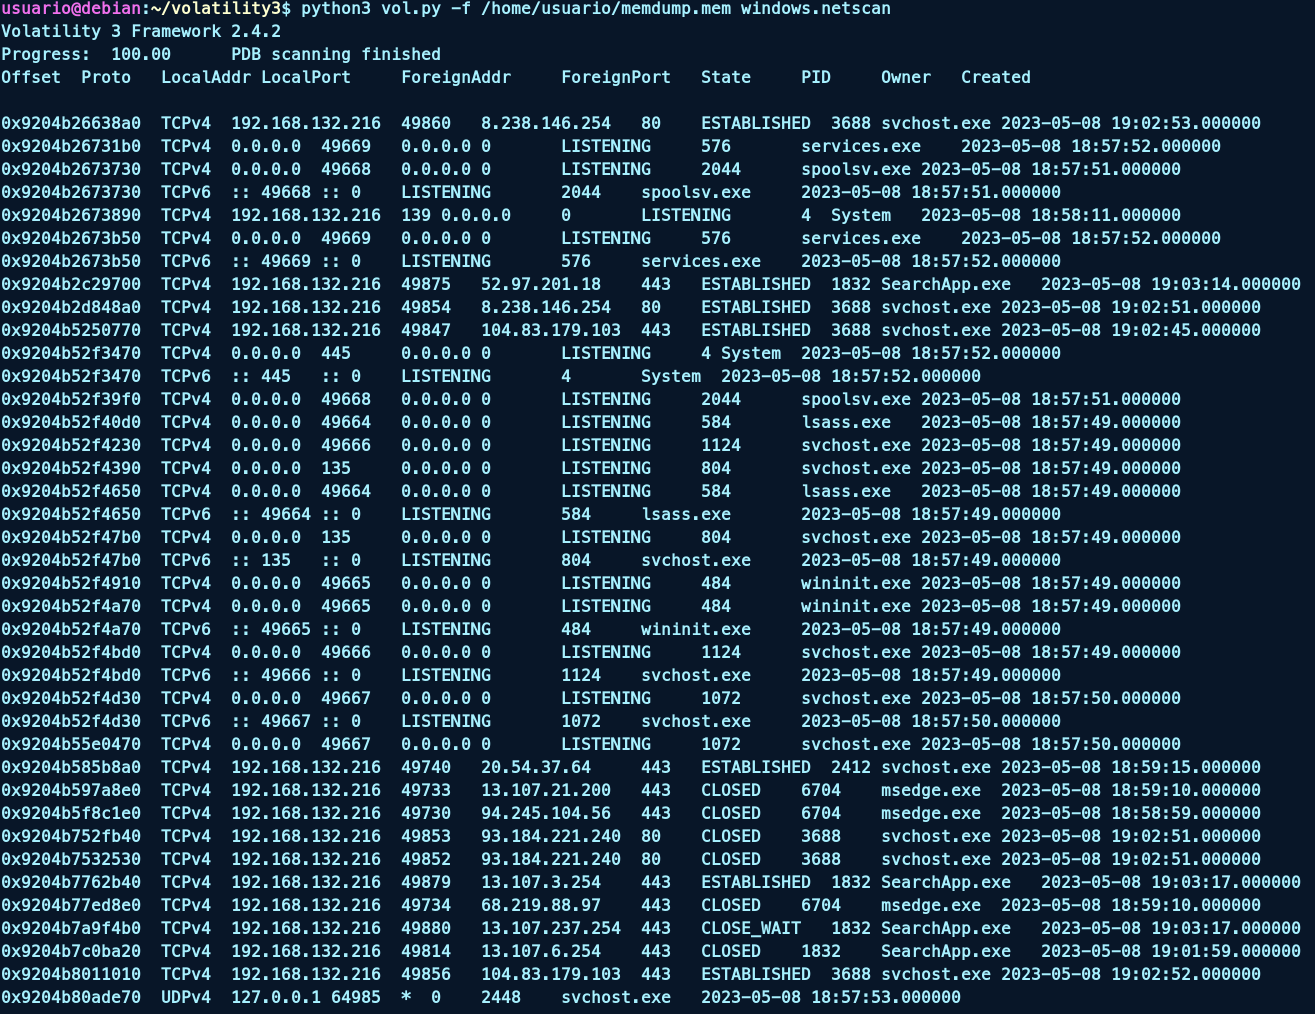 usuario@debian:~/volatility3$ python3 vol.py -f /home/usuario/memdump.mem windows.netscan
Volatility 3 Framework 2.4.2
Progress:  100.00      PDB scanning finished
Offset  Proto   LocalAddr LocalPort     ForeignAddr     ForeignPort   State     PID     Owner   Created
0x9204b26638a0  TCPv4  192.168.132.216  49860   8.238.146.254   80    ESTABLISHED  3688 svchost.exe 2023-05-08 19:02:53.000000
0x9204b26731b0  TCPv4  0.0.0.0  49669   0.0.0.0 0       LISTENING     576       services.exe    2023-05-08 18:57:52.000000
0x9204b2673730  TCPv4  0.0.0.0  49668   0.0.0.0 0       LISTENING     2044      spoolsv.exe 2023-05-08 18:57:51.000000
0x9204b2673730  TCPv6  :: 49668 :: 0    LISTENING       2044    spoolsv.exe     2023-05-08 18:57:51.000000
0x9204b2673890  TCPv4  192.168.132.216  139 0.0.0.0     0       LISTENING       4  System   2023-05-08 18:58:11.000000
0x9204b2673b50  TCPv4  0.0.0.0  49669   0.0.0.0 0       LISTENING     576       services.exe    2023-05-08 18:57:52.000000
0x9204b2673b50  TCPv6  :: 49669 :: 0    LISTENING       576     services.exe    2023-05-08 18:57:52.000000
0x9204b2c29700  TCPv4  192.168.132.216  49875   52.97.201.18    443   ESTABLISHED  1832 SearchApp.exe   2023-05-08 19:03:14.000000
0x9204b2d848a0  TCPv4  192.168.132.216  49854   8.238.146.254   80    ESTABLISHED  3688 svchost.exe 2023-05-08 19:02:51.000000
0x9204b5250770  TCPv4  192.168.132.216  49847   104.83.179.103  443   ESTABLISHED  3688 svchost.exe 2023-05-08 19:02:45.000000
0x9204b52f3470  TCPv4  0.0.0.0  445     0.0.0.0 0       LISTENING     4 System  2023-05-08 18:57:52.000000
0x9204b52f3470  TCPv6  :: 445   :: 0    LISTENING       4       System  2023-05-08 18:57:52.000000
0x9204b52f39f0  TCPv4  0.0.0.0  49668   0.0.0.0 0       LISTENING     2044      spoolsv.exe 2023-05-08 18:57:51.000000
0x9204b52f40d0  TCPv4  0.0.0.0  49664   0.0.0.0 0       LISTENING     584       lsass.exe   2023-05-08 18:57:49.000000
0x9204b52f4230  TCPv4  0.0.0.0  49666   0.0.0.0 0       LISTENING     1124      svchost.exe 2023-05-08 18:57:49.000000
0x9204b52f4390  TCPv4  0.0.0.0  135     0.0.0.0 0       LISTENING     804       svchost.exe 2023-05-08 18:57:49.000000
0x9204b52f4650  TCPv4  0.0.0.0  49664   0.0.0.0 0       LISTENING     584       lsass.exe   2023-05-08 18:57:49.000000
0x9204b52f4650  TCPv6  :: 49664 :: 0    LISTENING       584     lsass.exe       2023-05-08 18:57:49.000000
0x9204b52f47b0  TCPv4  0.0.0.0  135     0.0.0.0 0       LISTENING     804       svchost.exe 2023-05-08 18:57:49.000000
0x9204b52f47b0  TCPv6  :: 135   :: 0    LISTENING       804     svchost.exe     2023-05-08 18:57:49.000000
0x9204b52f4910  TCPv4  0.0.0.0  49665   0.0.0.0 0       LISTENING     484       wininit.exe 2023-05-08 18:57:49.000000
0x9204b52f4a70  TCPv4  0.0.0.0  49665   0.0.0.0 0       LISTENING     484       wininit.exe 2023-05-08 18:57:49.000000
0x9204b52f4a70  TCPv6  :: 49665 :: 0    LISTENING       484     wininit.exe     2023-05-08 18:57:49.000000
0x9204b52f4bd0  TCPv4  0.0.0.0  49666   0.0.0.0 0       LISTENING     1124      svchost.exe 2023-05-08 18:57:49.000000
0x9204b52f4bd0  TCPv6  :: 49666 :: 0    LISTENING       1124    svchost.exe     2023-05-08 18:57:49.000000
0x9204b52f4d30  TCPv4  0.0.0.0  49667   0.0.0.0 0       LISTENING     1072      svchost.exe 2023-05-08 18:57:50.000000
0x9204b52f4d30  TCPv6  :: 49667 :: 0    LISTENING       1072    svchost.exe     2023-05-08 18:57:50.000000
0x9204b55e0470  TCPv4  0.0.0.0  49667   0.0.0.0 0       LISTENING     1072      svchost.exe 2023-05-08 18:57:50.000000
0x9204b585b8a0  TCPv4  192.168.132.216  49740   20.54.37.64     443   ESTABLISHED  2412 svchost.exe 2023-05-08 18:59:15.000000
0x9204b597a8e0  TCPv4  192.168.132.216  49733   13.107.21.200   443   CLOSED    6704    msedge.exe  2023-05-08 18:59:10.000000
0x9204b5f8c1e0  TCPv4  192.168.132.216  49730   94.245.104.56   443   CLOSED    6704    msedge.exe  2023-05-08 18:58:59.000000
0x9204b752fb40  TCPv4  192.168.132.216  49853   93.184.221.240  80    CLOSED    3688    svchost.exe 2023-05-08 19:02:51.000000
0x9204b7532530  TCPv4  192.168.132.216  49852   93.184.221.240  80    CLOSED    3688    svchost.exe 2023-05-08 19:02:51.000000
0x9204b7762b40  TCPv4  192.168.132.216  49879   13.107.3.254    443   ESTABLISHED  1832 SearchApp.exe   2023-05-08 19:03:17.000000
0x9204b77ed8e0  TCPv4  192.168.132.216  49734   68.219.88.97    443   CLOSED    6704    msedge.exe  2023-05-08 18:59:10.000000
0x9204b7a9f4b0  TCPv4  192.168.132.216  49880   13.107.237.254  443   CLOSE_WAIT   1832 SearchApp.exe   2023-05-08 19:03:17.000000
0x9204b7c0ba20  TCPv4  192.168.132.216  49814   13.107.6.254    443   CLOSED    1832    SearchApp.exe   2023-05-08 19:01:59.000000
0x9204b8011010  TCPv4  192.168.132.216  49856   104.83.179.103  443   ESTABLISHED  3688 svchost.exe 2023-05-08 19:02:52.000000
0x9204b80ade70  UDPv4  127.0.0.1 64985  *  0    2448    svchost.exe   2023-05-08 18:57:53.000000